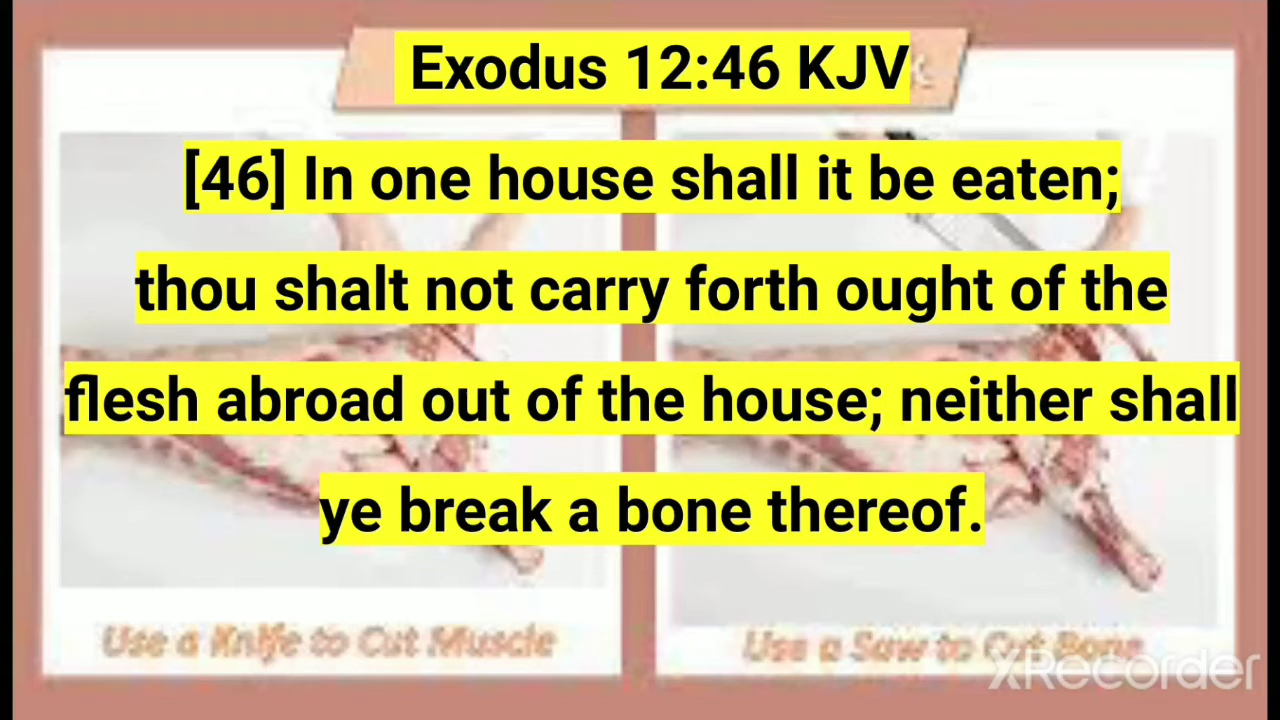 Exodus 12:46 KJV
[46] In one house shall it be eaten;
thou shalt not carry forth ought of the
flesh abroad out of the house; neither shall
ye break a bone thereof.
Use a Knife to Cut Muscle
Use a Saw to Cut Bone
XRecorder